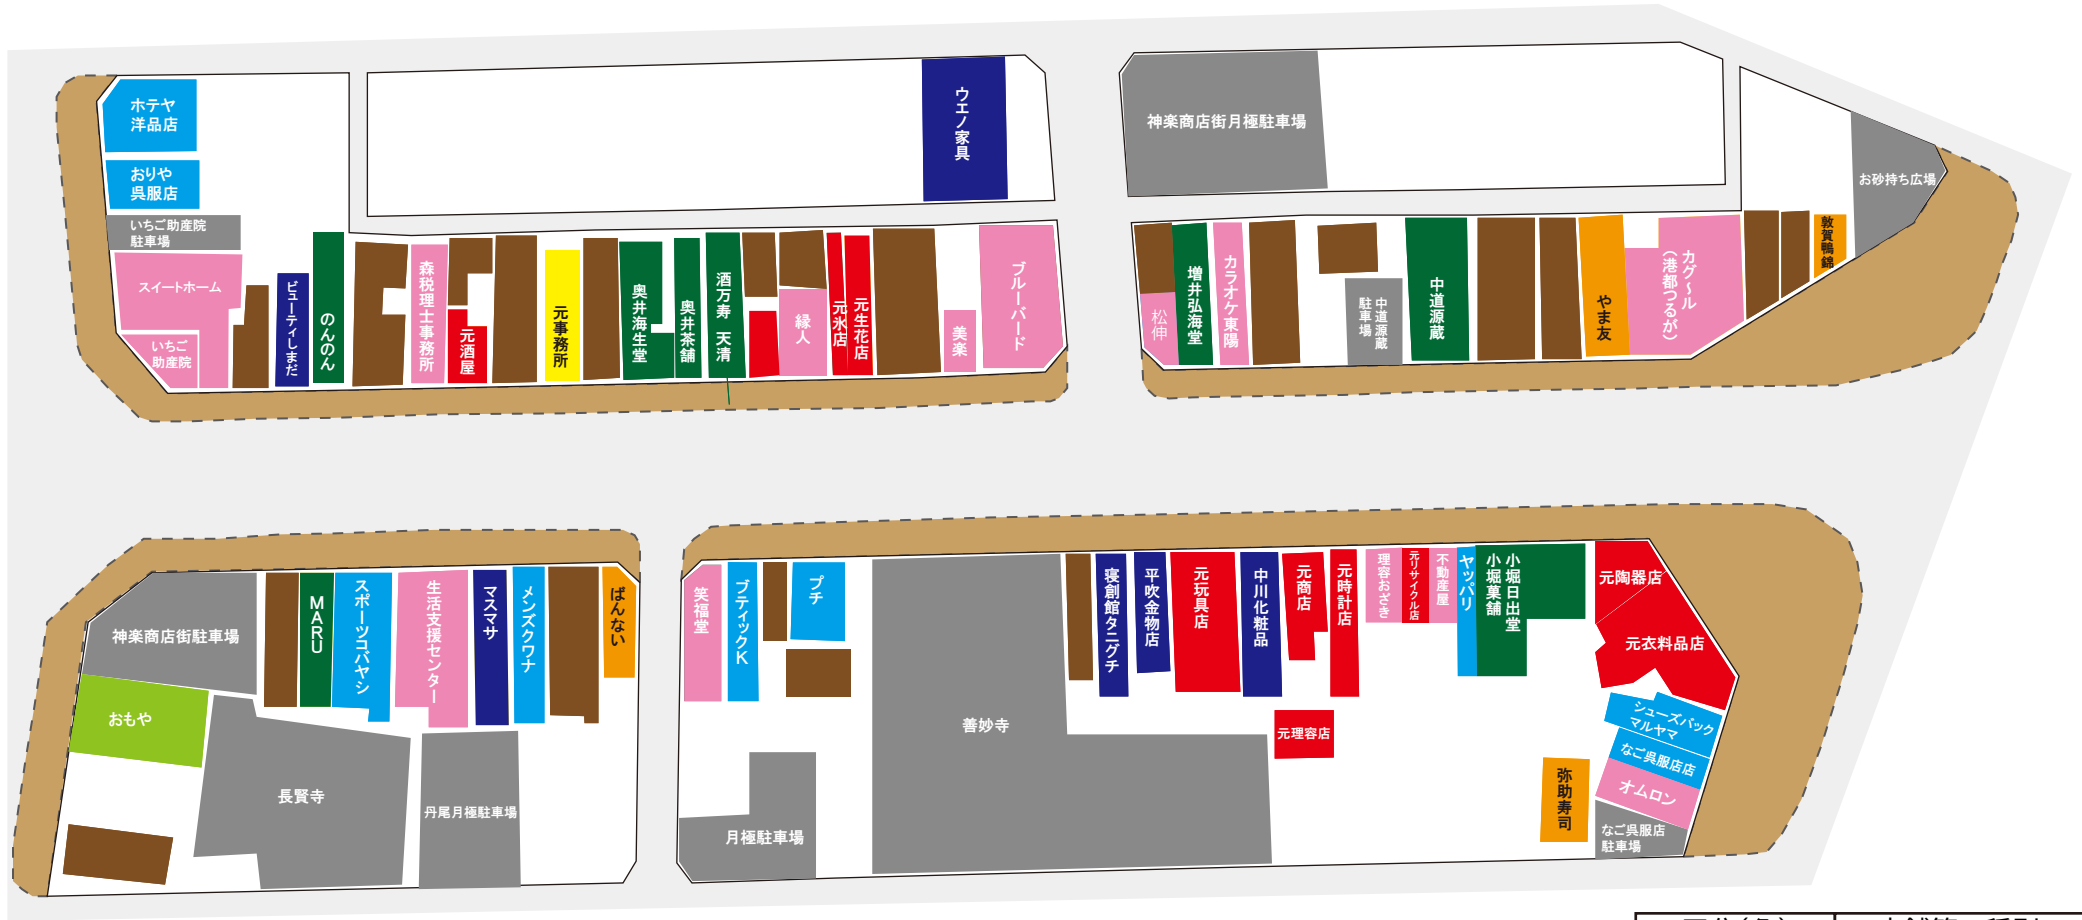 ホテヤ
洋品店
おりや
呉服店
いちご助産院
駐車場
スイートホーム
いちご
助産院
ビューティしまだ
のんのん
森税理士事務所
元酒屋
元事務所
奥井海生堂
奥井茶舗
酒万寿 天清
縁人
元氷店
元生花店
美楽
ブルーバード
ウエノ家具
神楽商店街月極駐車場
お砂持ち広場
松伸
増井弘海堂
カラオケ東陽
中道源蔵
駐車場
中道源蔵
やま友
カグ〜ル
（港都つるが）
敦賀鴨錦
神楽商店街駐車場
おもや
MARU
スポーツコバヤシ
生活支援センター
マスマサ
メンズクワナ
ばんない
長賢寺
丹尾月極駐車場
笑福堂
ブティックK
プチ
月極駐車場
善妙寺
寝創館タニグチ
平吹金物店
元玩具店
中川化粧品
元商店
元時計店
元理容店
理容おざき
元リサイクル店
不動産屋
ヤッパリ
小堀日出堂
小堀菓舗
元陶器店
元衣料品店
シューズパック
マルヤマ
なご呉服店店
オムロン
なご呉服店
駐車場
弥助寿司